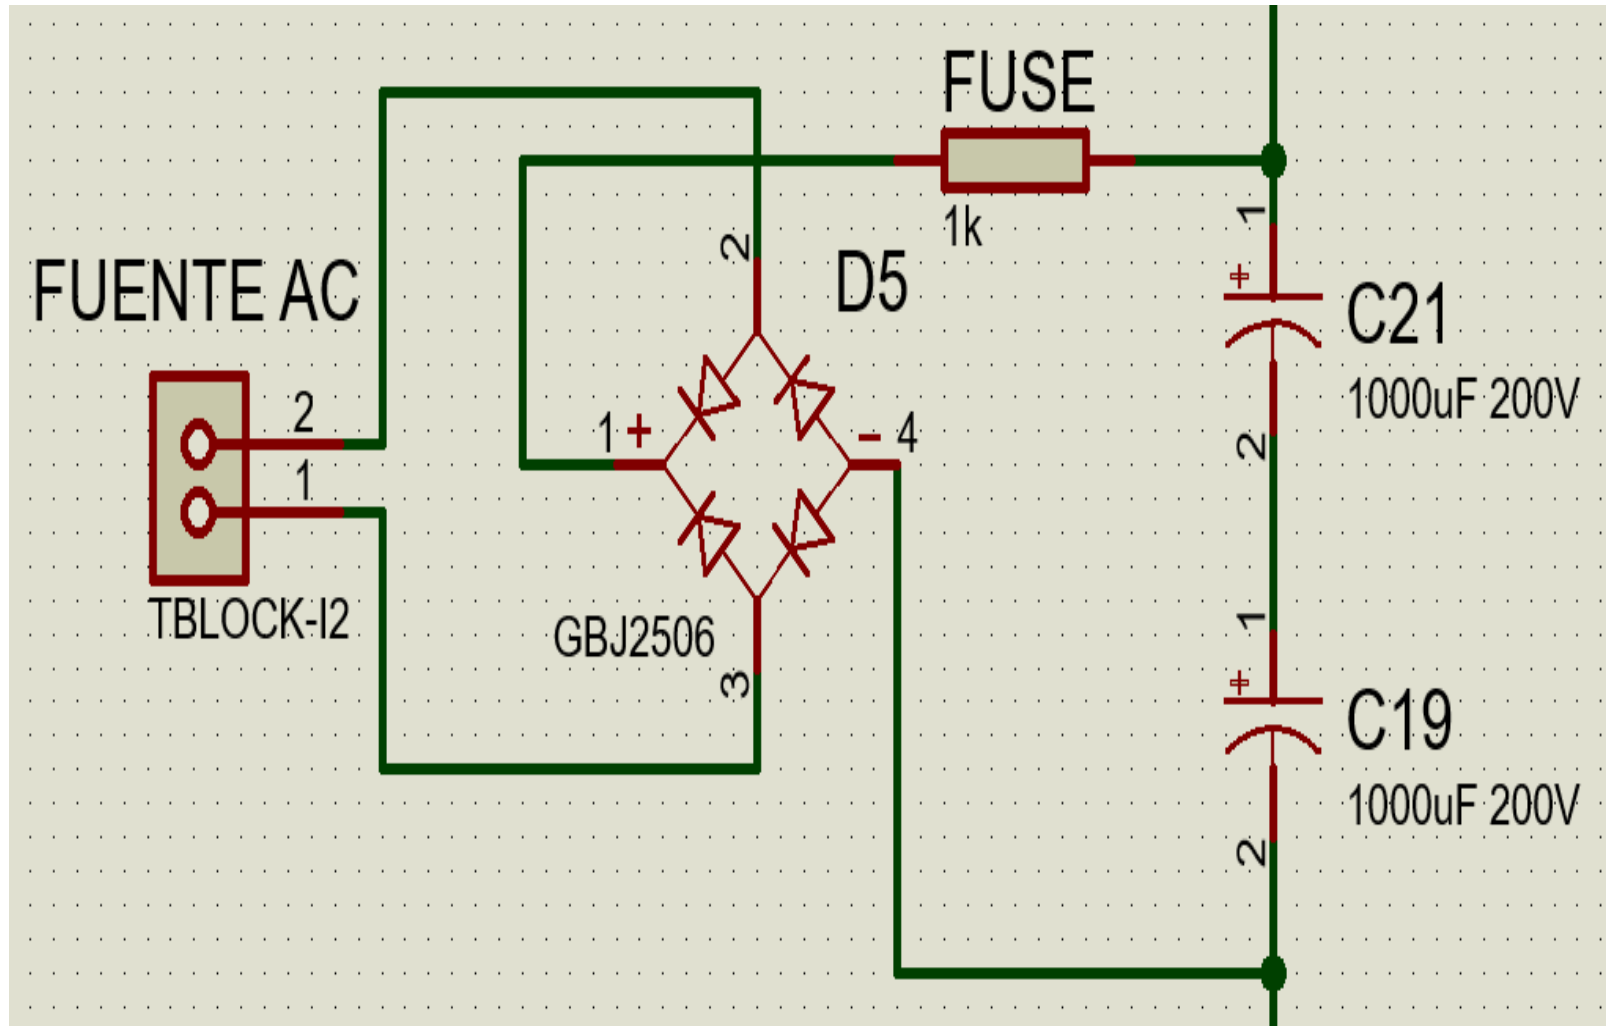 FUSE
1k
FUENTE AC
2
1
TBLOCK-I2
2
D5
1 +
- 4
GBJ2506
3
1
+
C21
1000uF 200V
2
1
+
C19
1000uF 200V
2